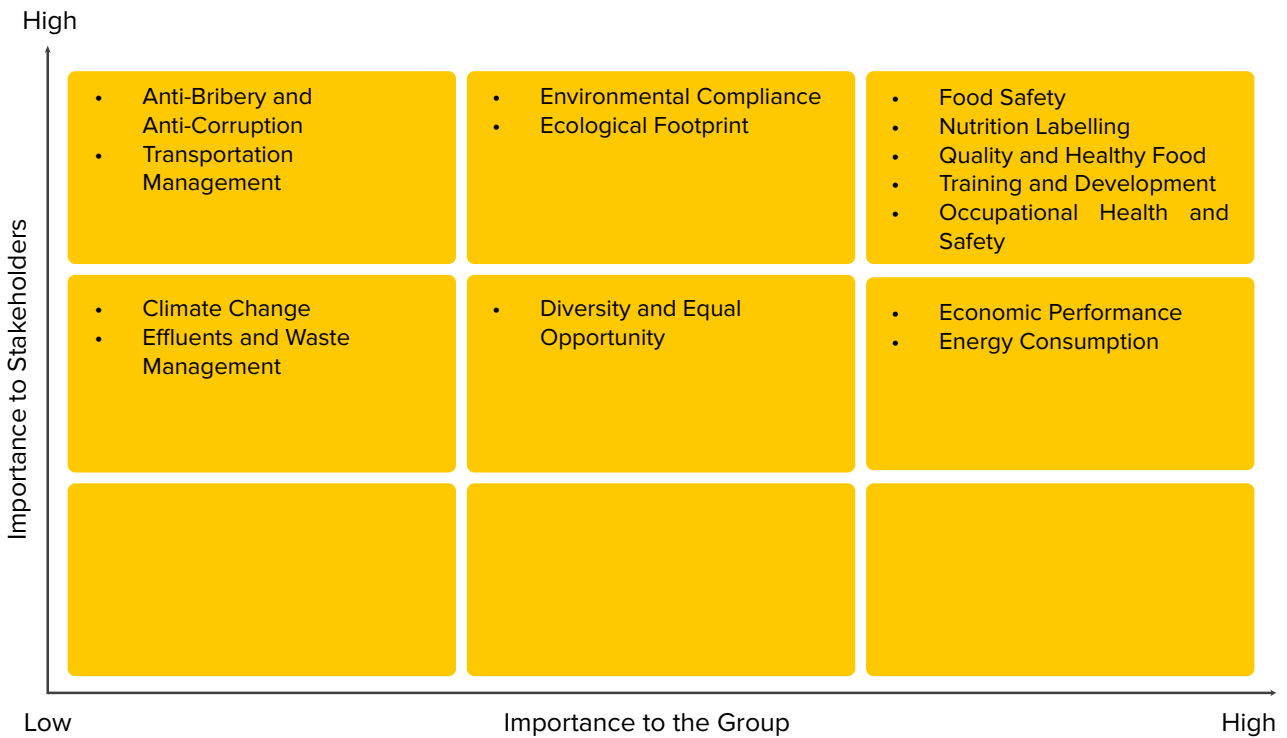 High
Importance to Stakeholders
• Anti-Bribery and
Anti-Corruption
• Transportation
Management
• Environmental Compliance
• Ecological Footprint
• Food Safety
• Nutrition Labelling
• Quality and Healthy Food
• Training and Development
• Occupational Health and
Safety
• Climate Change
• Effluents and Waste
Management
• Diversity and Equal
Opportunity
• Economic Performance
• Energy Consumption
Low
Importance to the Group
High